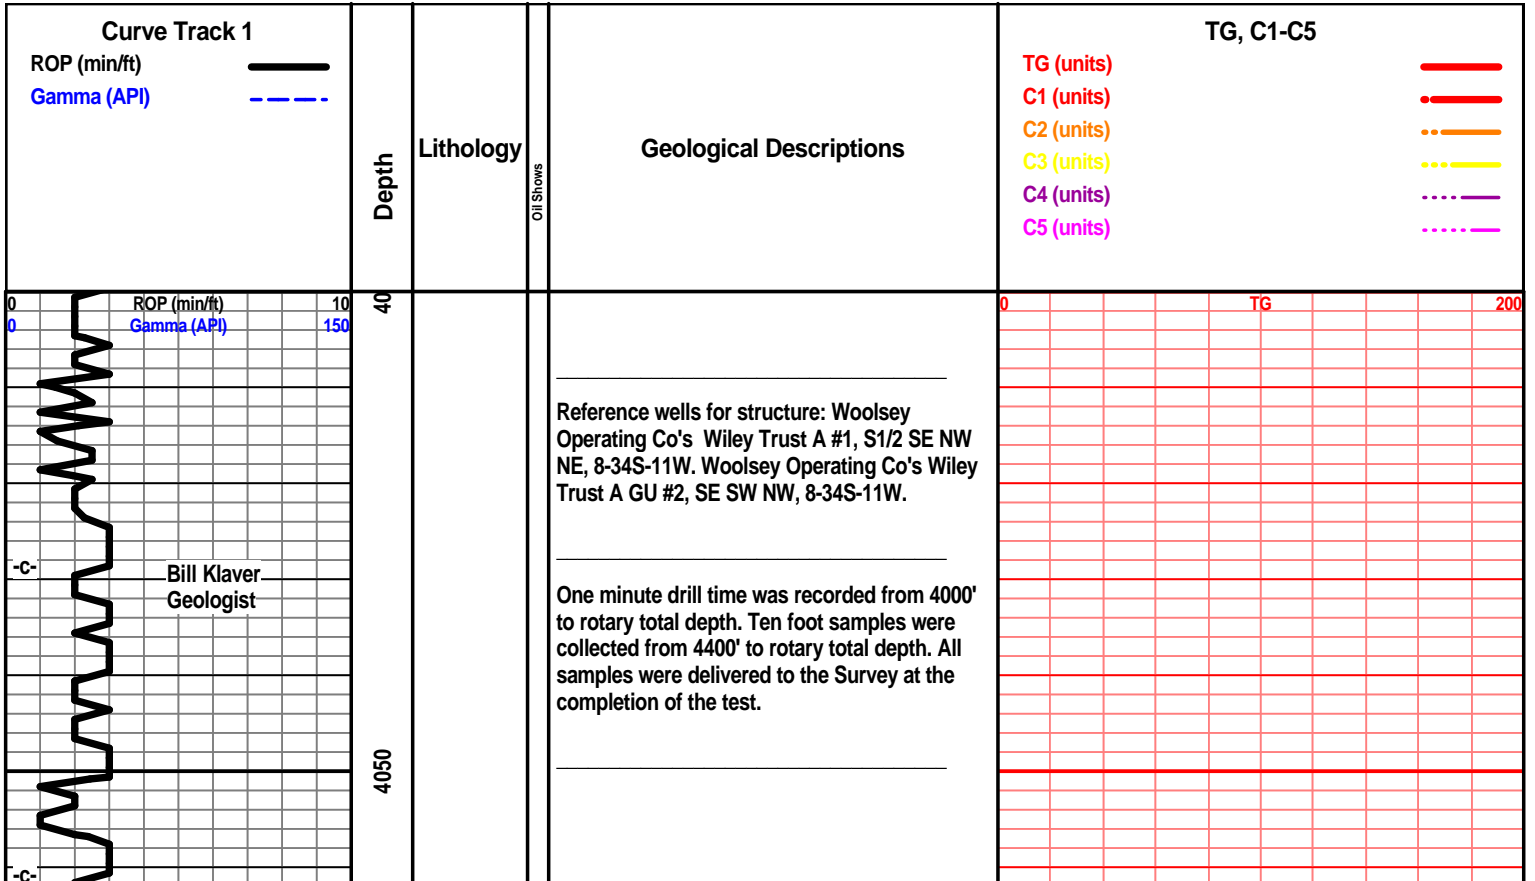 Curve Track 1
ROP (min/ft)
Gamma (API)
Depth
Lithology
Oil Shows
Geological Descriptions
TG, C1-C5
TG (units)
C1 (units)
C2 (units)
C3 (units)
C4 (units)
C5 (units)
0 ROP (min/ft) 10
0 Gamma (API) 150
40
0 TG 200
Reference wells for structure: Woolsey
Operating Co's Wiley Trust A #1, S1/2 SE NW
NE, 8-34S-11W. Woolsey Operating Co's Wiley
Trust A GU #2, SE SW NW, 8-34S-11W.
-c-
Bill Klaver
Geologist
One minute drill time was recorded from 4000'
to rotary total depth. Ten foot samples were
collected from 4400' to rotary total depth. All
samples were delivered to the Survey at the
completion of the test.
4050
-c-